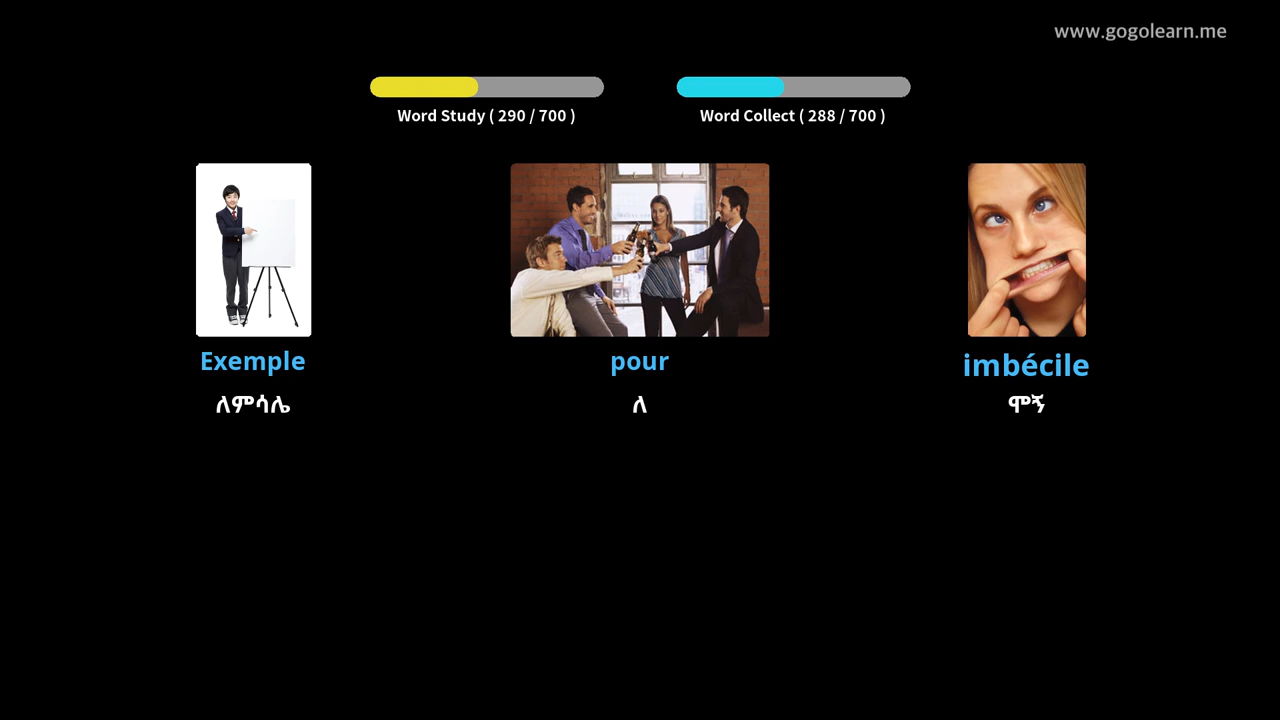 www.gogolearn.me
Word Study ( 290 / 700 )
Word Collect ( 288 / 700 )
Exemple
pour
imbécile
ለምሳሌ
ለ
ሞኝ